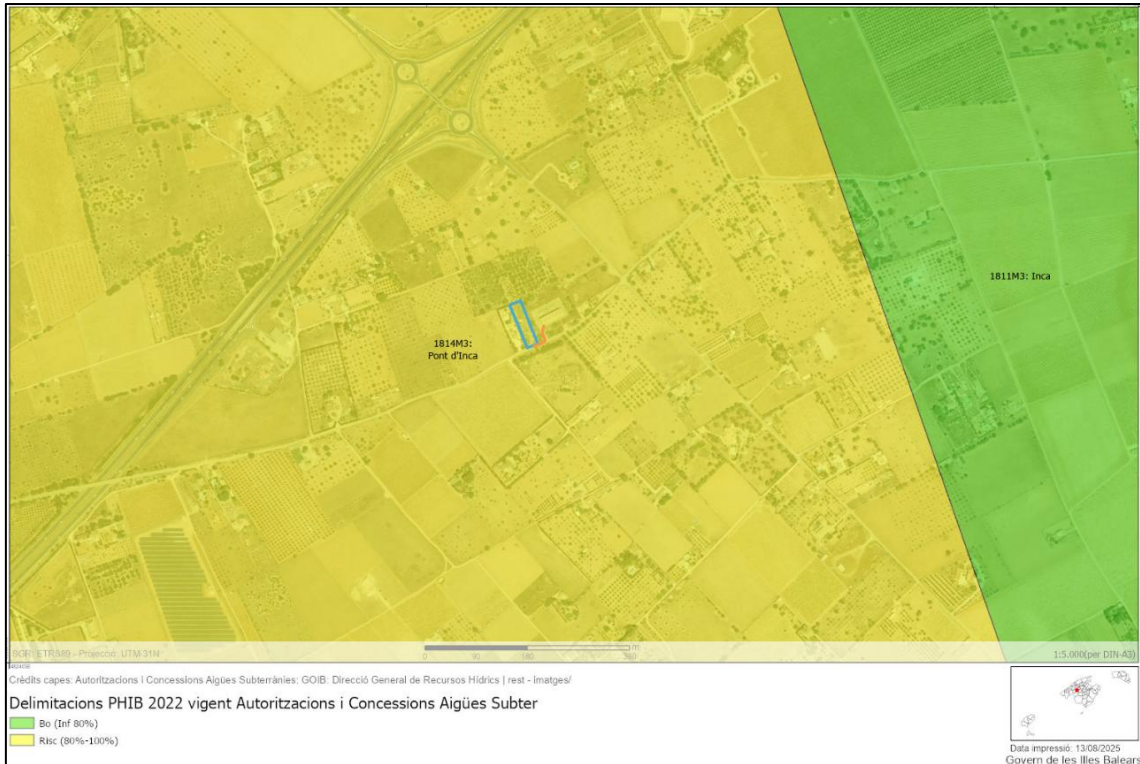 1811M3: Inca
1814M3:
Pont d'Inca
SGR: ETRS89 - Projecció: UTM-31N
m
0 90 180 360
1:5.000(per DIN-A3)
Crèdits capes: Autoritzacions i Concessions Aigües Subterrànies: GOIB: Direcció General de Recursos Hídrics | rest - Imatges/
Delimitacions PHIB 2022 vigent Autoritzacions i Concessions Aigües Subter
Bo (Inf 80%)
Risc (80%-100%)
Data impressió: 13/08/2025
Govern de les Illes Balears